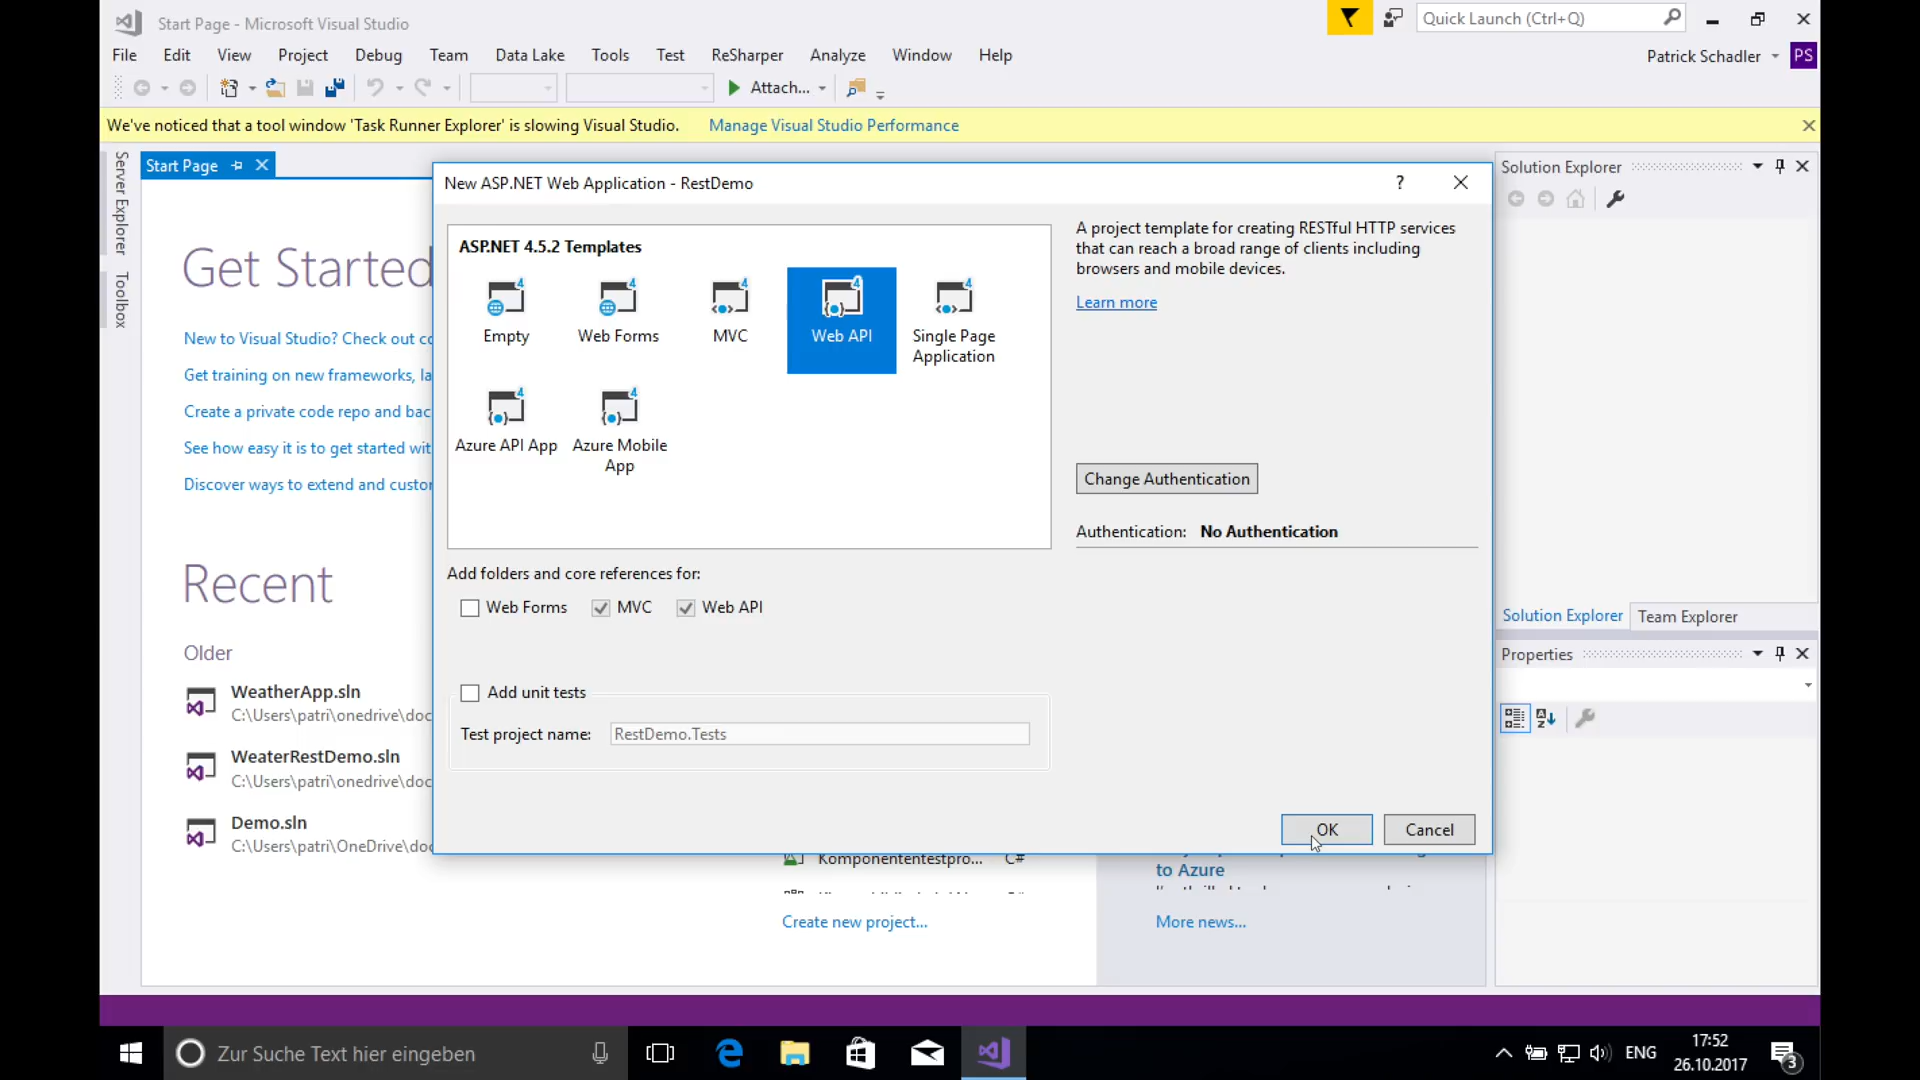 Start Page - Microsoft Visual Studio
Quick Launch (Ctrl+Q)
File Edit View Project Debug Team Data Lake Tools Test ReSharper Analyze Window Help
Patrick Schadler PS
Attach...
We've noticed that a tool window 'Task Runner Explorer' is slowing Visual Studio. Manage Visual Studio Performance
Server Explorer
Toolbox
Start Page
Get Started
New to Visual Studio? Check out
Get training on new frameworks,
Create a private code repo and
See how easy it is to get started
Discover ways to extend and
Recent
Older
WeatherApp.sln
C:\Users\patri\onedrive\doc
WeaterRestDemo.sln
C:\Users\patri\onedrive\doc
Demo.sln
C:\Users\patri\OneDrive\doc
New ASP.NET Web Application - RestDemo
?
ASP.NET 4.5.2 Templates
Empty
Web Forms
MVC
Web API
Single Page
Application
Azure API App
Azure Mobile
App
A project template for creating RESTful HTTP services
that can reach a broad range of clients including
browsers and mobile devices.
Learn more
Change Authentication
Authentication: No Authentication
Add folders and core references for:
Web Forms MVC Web API
Add unit tests
Test project name: RestDemo.Tests
OK Cancel
Komponententestpro... C#
Create new project...
to Azure
More news...
Solution Explorer
Solution Explorer Team Explorer
Properties
Zur Suche Text hier eingeben
ENG
17:52
26.10.2017
3